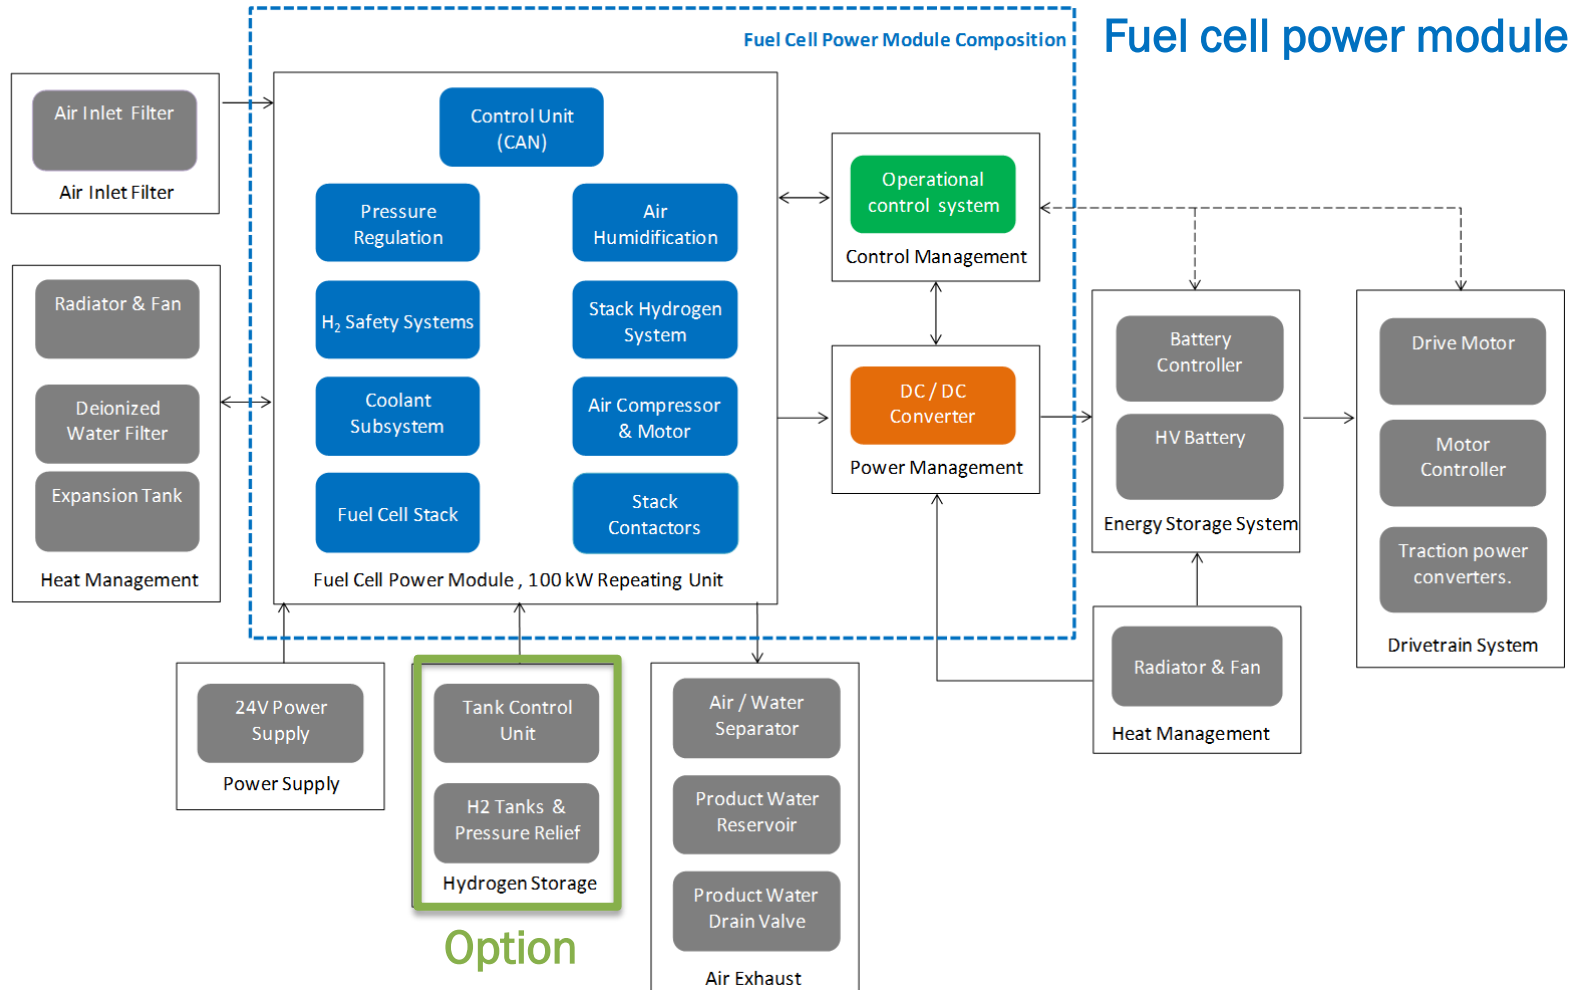 Fuel cell power module
Fuel Cell Power Module Composition
Air Inlet Filter
Air Inlet Filter
Control Unit
(CAN)
Pressure
Regulation
Air
Humidification
H₂ Safety Systems
Stack Hydrogen
System
Coolant
Subsystem
Air Compressor
& Motor
Fuel Cell Stack
Stack
Contactors
Fuel Cell Power Module , 100 kW Repeating Unit
Operational
control system
Control Management
DC / DC
Converter
Power Management
Radiator & Fan
Deionized
Water Filter
Expansion Tank
Heat Management
Battery
Controller
HV Battery
Energy Storage System
Drive Motor
Motor
Controller
Traction power
converters.
Drivetrain System
Radiator & Fan
Heat Management
24V Power
Supply
Power Supply
Tank Control
Unit
H2 Tanks &
Pressure Relief
Hydrogen Storage
Option
Air / Water
Separator
Product Water
Reservoir
Product Water
Drain Valve
Air Exhaust